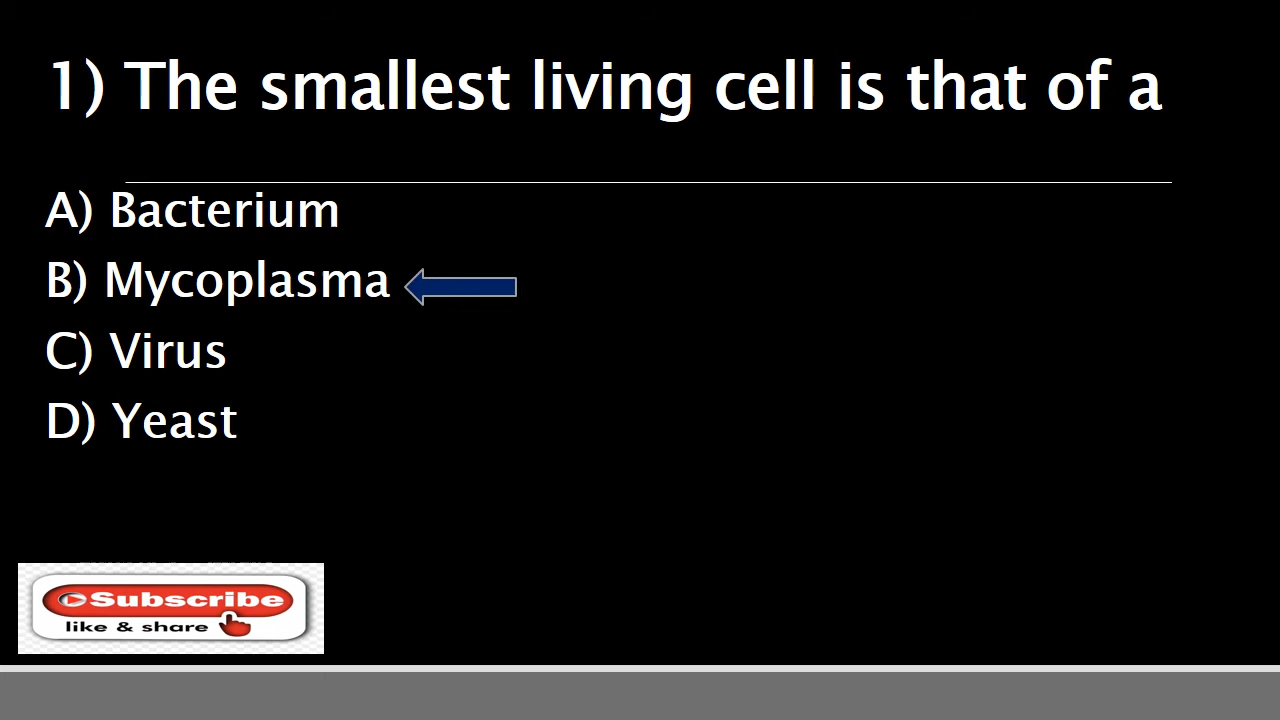 1) The smallest living cell is that of a
A) Bacterium
B) Mycoplasma
C) Virus
D) Yeast
Subscribe
like & share